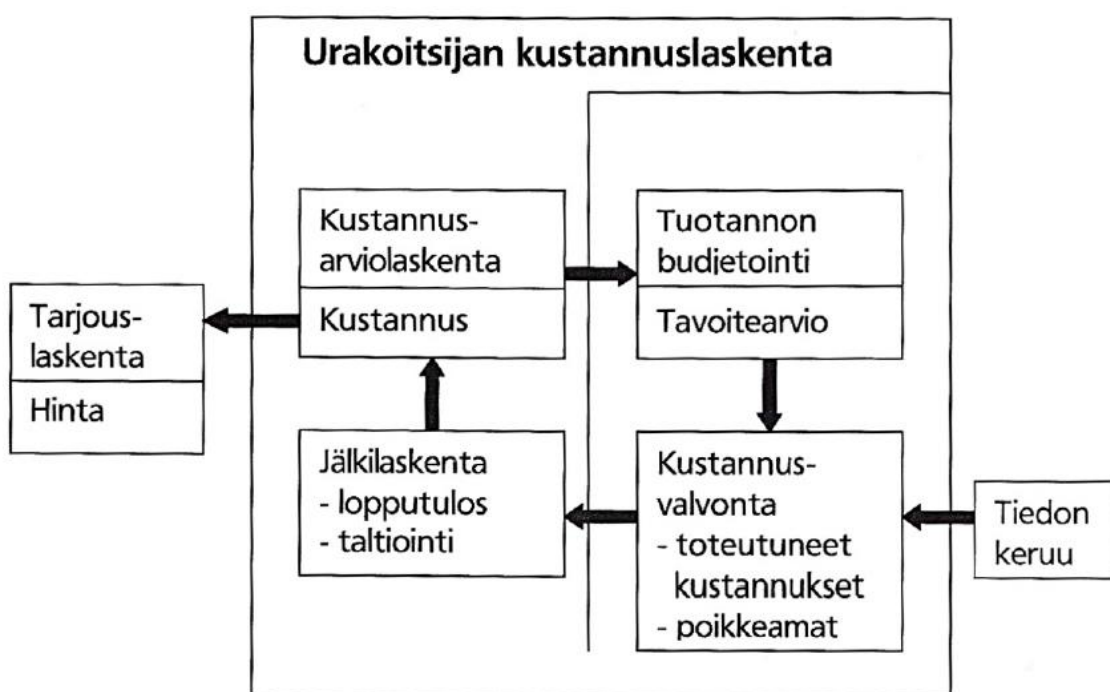 Urakoitsijan kustannuslaskenta
Kustannus-
arviolaskenta
Kustannus
Tuotannon
budjetointi
Tavoitearvio
Tarjous-
laskenta
Hinta
Jälkilaskenta
- lopputulos
- taltiointi
Kustannus-
valvonta
- toteutuneet
kustannukset
- poikkeamat
Tiedon
keruu